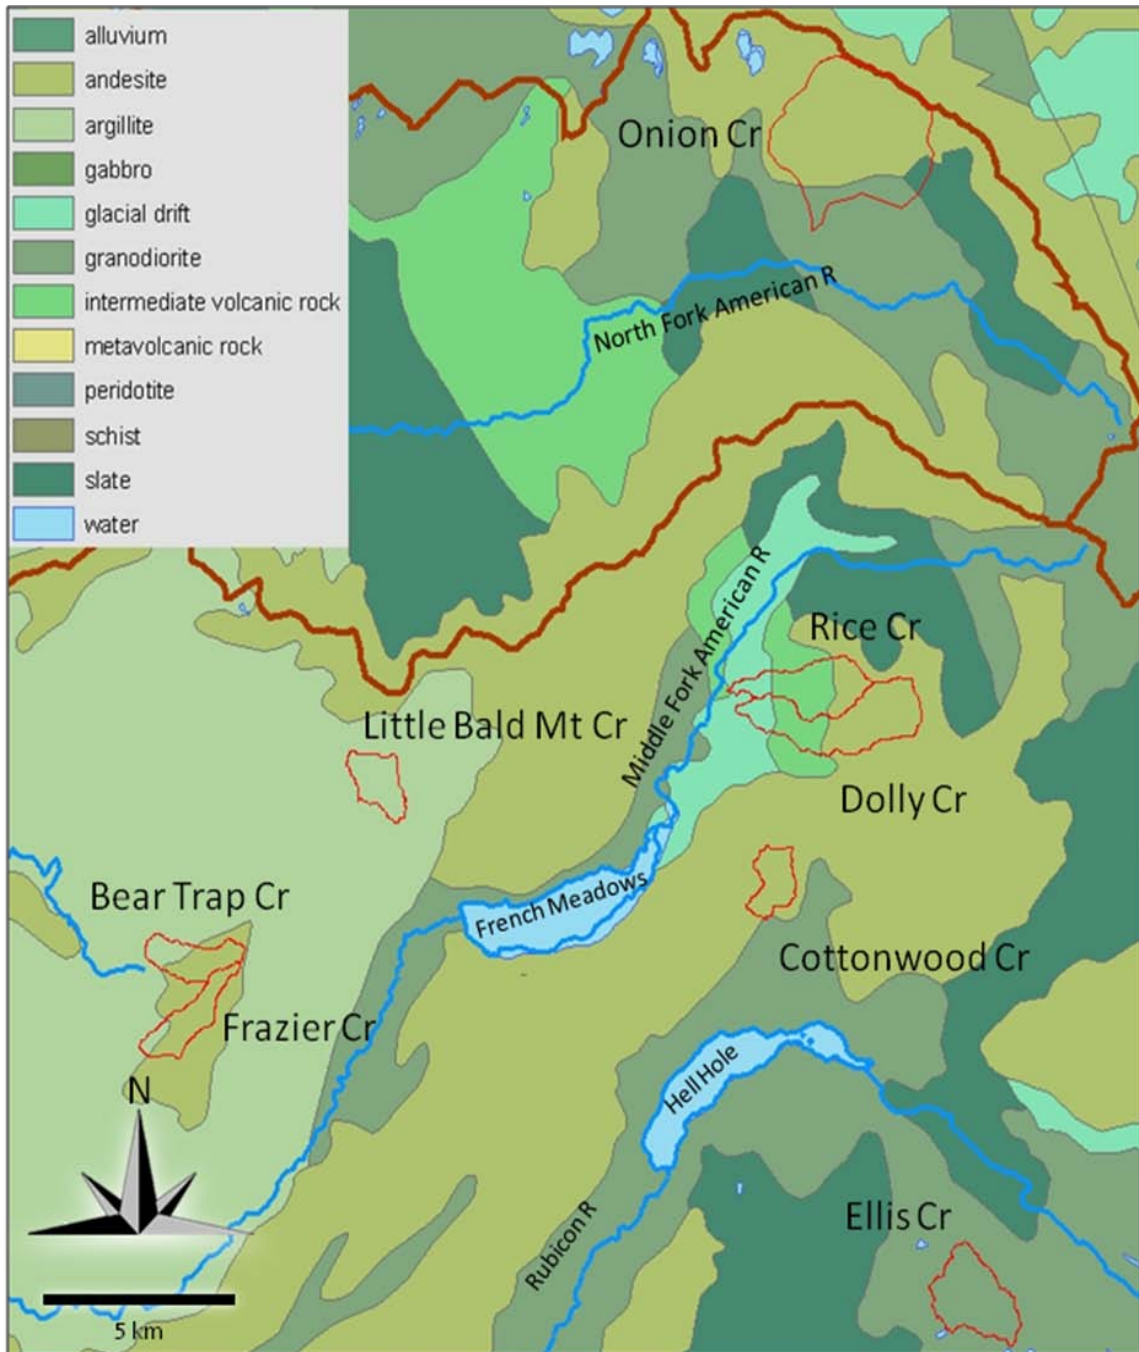 alluvium
andesite
argillite
gabbro
glacial drift
granodiorite
intermediate volcanic rock
metavolcanic rock
peridotite
schist
slate
water
Onion Cr
North Fork American R
Middle Fork American R
Rice Cr
Little Bald Mt Cr
Dolly Cr
Bear Trap Cr
French Meadows
Cottonwood Cr
Frazier Cr
Hell Hole
N
Ellis Cr
Rubicon R
5 km